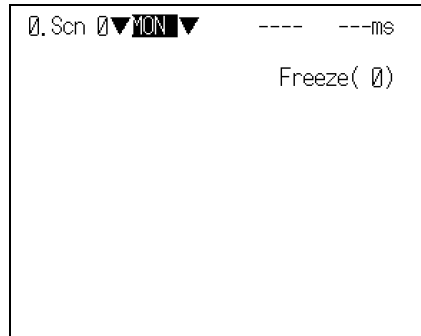 0.Scn 0▼MON ▼ ---- ---ms
Freeze( 0)